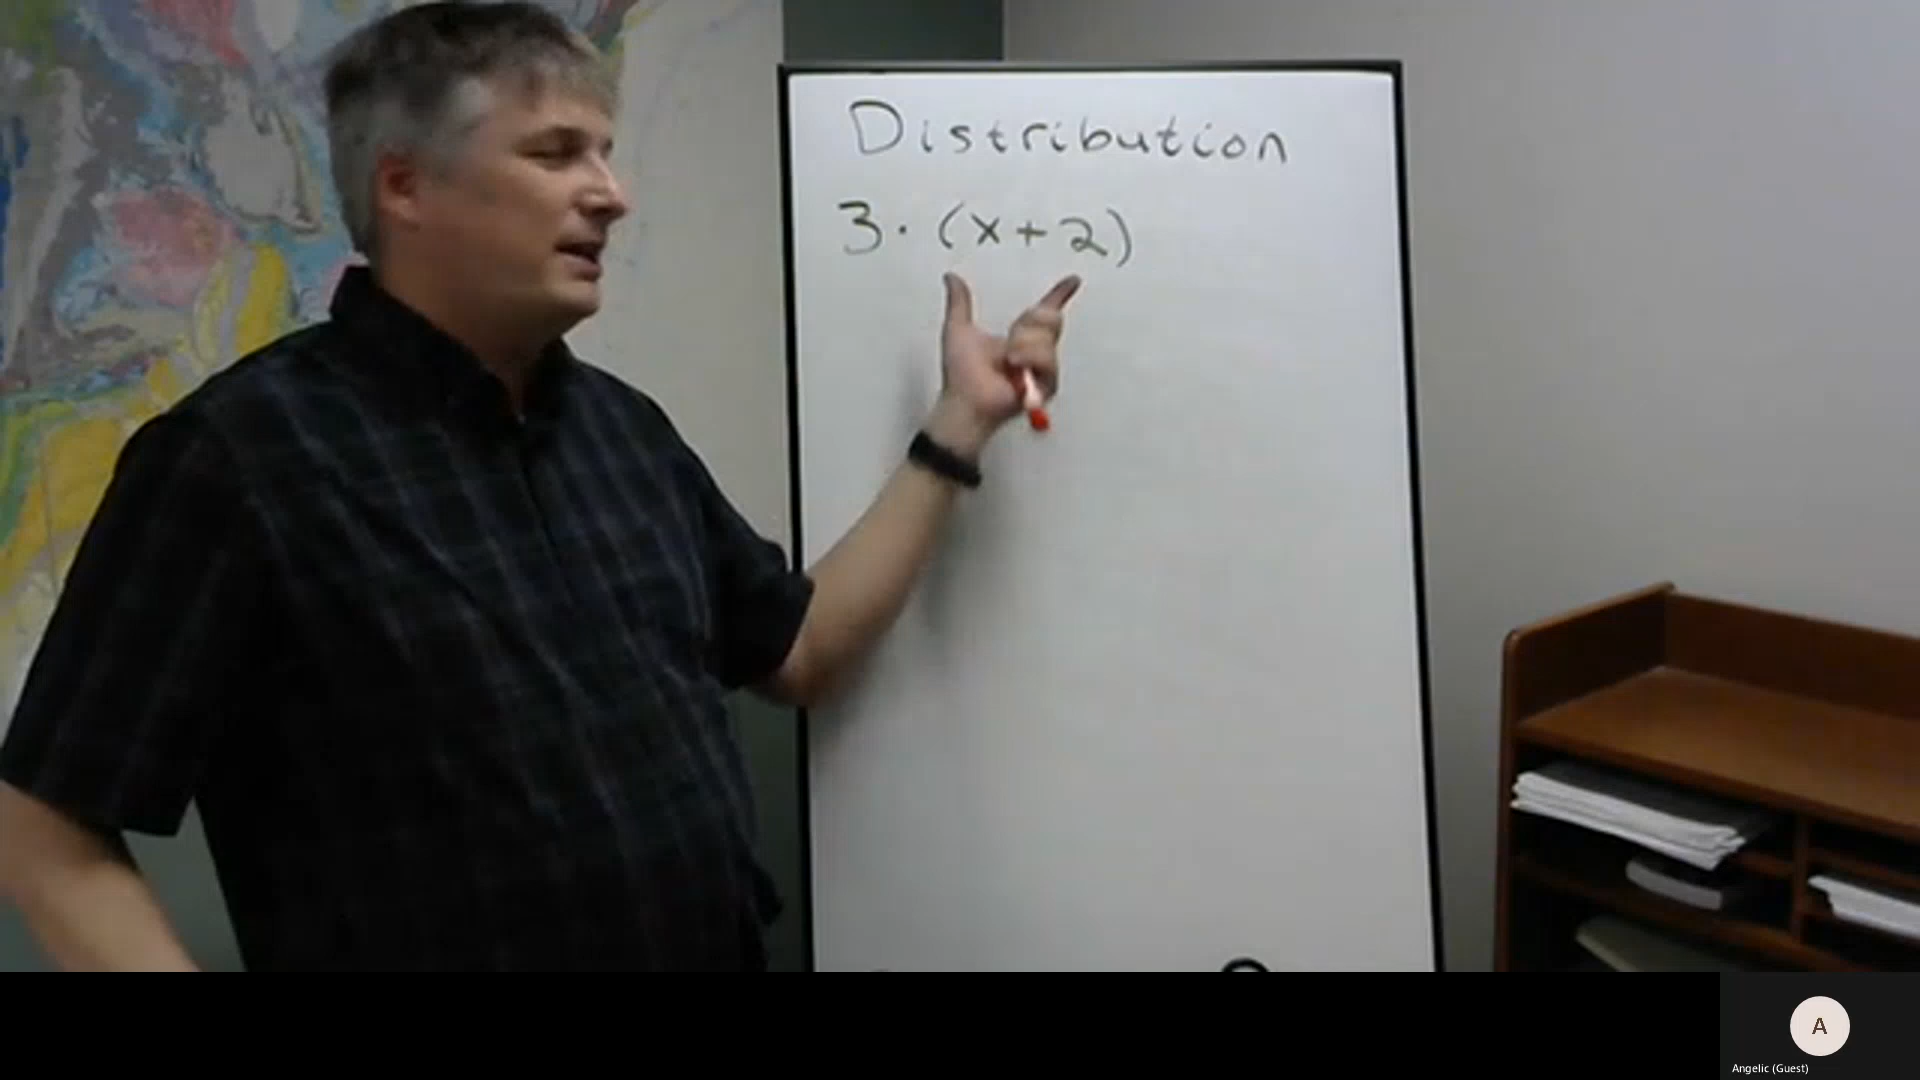 Distribution
3 · (x+2)
A
Angelic (Guest)